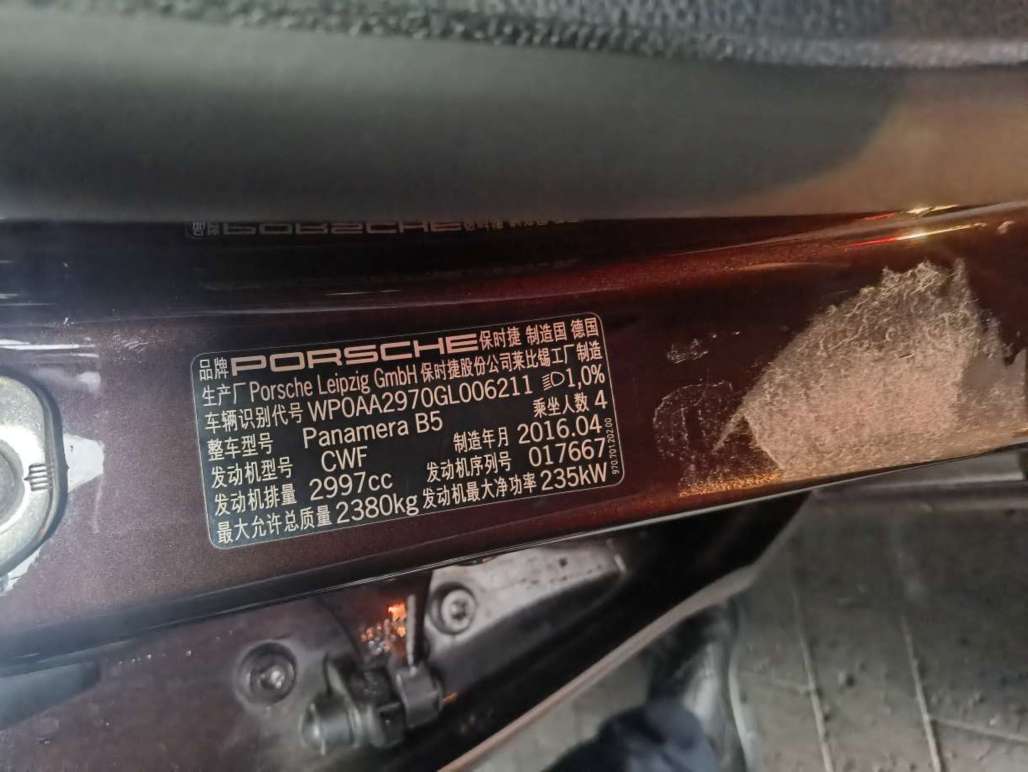 品牌 PORSCHE 保时捷 制造国 德国
生产厂 Porsche Leipzig GmbH 保时捷股份公司莱比锡工厂制造
车辆识别代号 WP0AA2970GL006211 1,0%
整车型号 Panamera B5 乘坐人数 4
制造年月 2016.04
发动机型号 CWF 发动机序列号 017667
发动机排量 2997cc 发动机最大净功率 235kW
最大允许总质量 2380kg
970.701.202.00